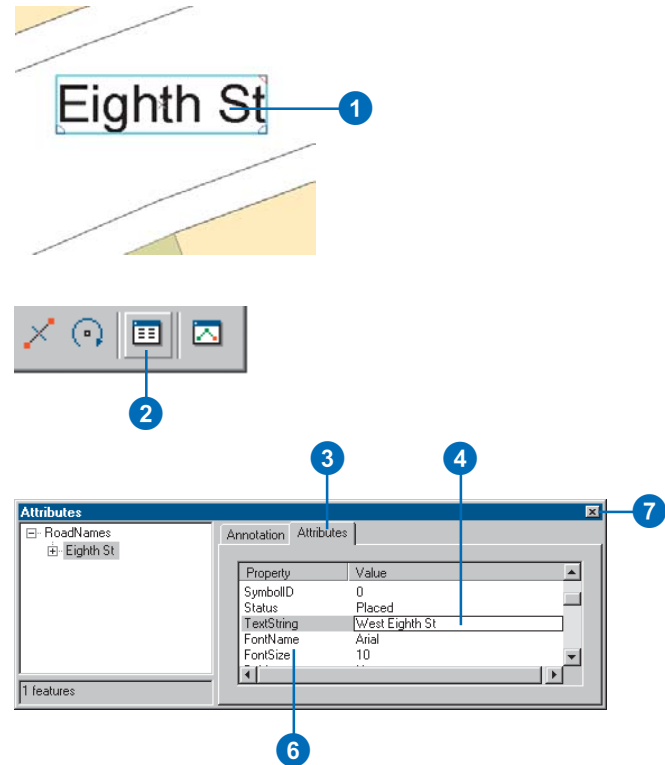 Eighth St
1
2
3
4
Attributes
7
RoadNames
Eighth St
1 features
Annotation Attributes
Property Value
SymbolID 0
Status Placed
TextString West Eighth St
FontName Arial
FontSize 10
6